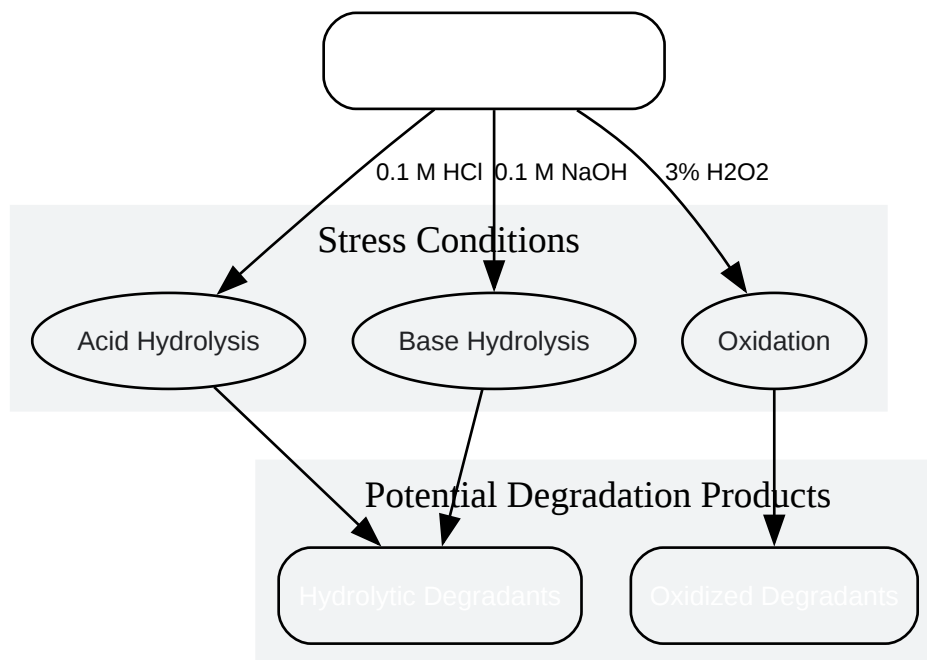 0.1 M HCl
0.1 M NaOH
3% H2O2
Stress Conditions
Acid Hydrolysis
Base Hydrolysis
Oxidation
Potential Degradation Products
Hydrolytic Degradants
Oxidized Degradants